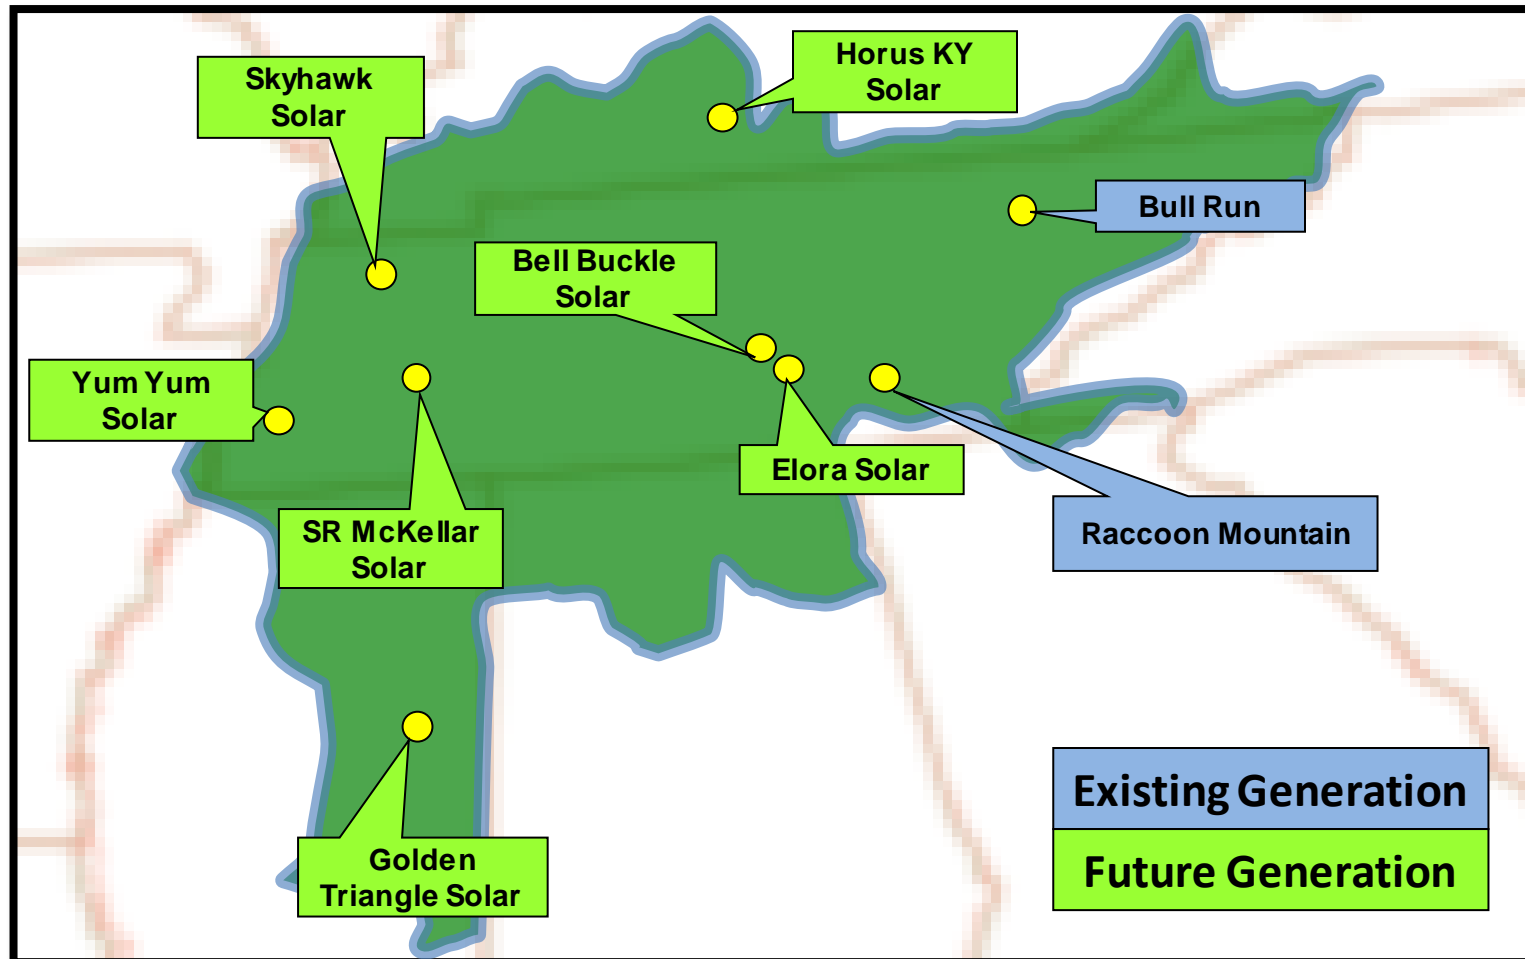 Skyhawk
Solar
Horus KY
Solar
Bull Run
Bell Buckle
Solar
Yum Yum
Solar
Elora Solar
SR McKellar
Solar
Raccoon Mountain
Golden
Triangle Solar
Existing Generation
Future Generation